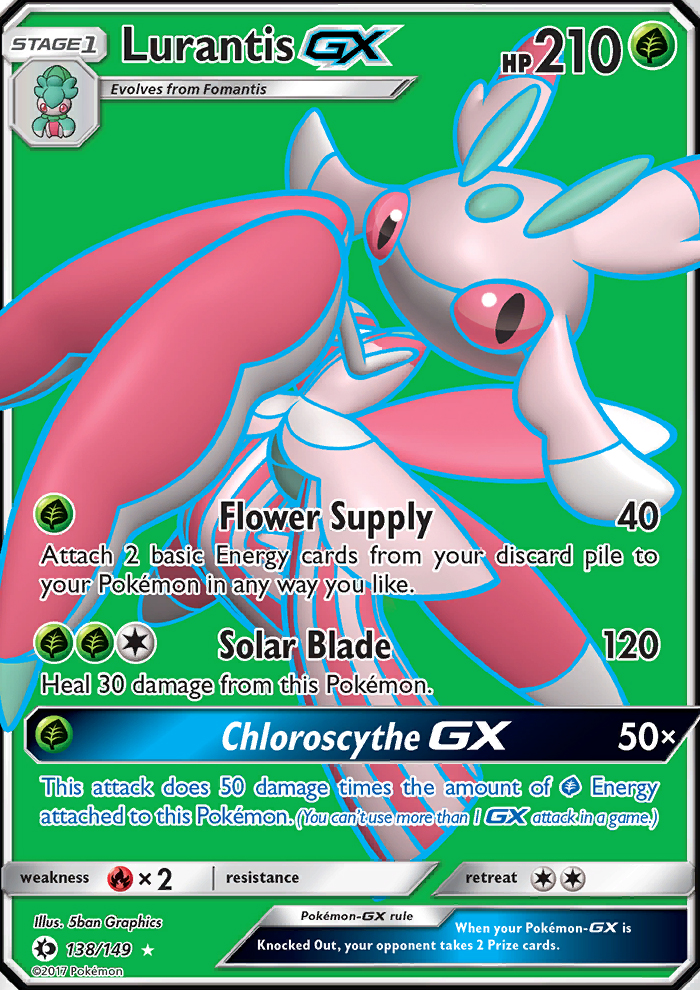 STAGE1 Lurantis GX HP210
Evolves from Fomantis
Flower Supply 40
Attach 2 basic Energy cards from your discard pile to
your Pokémon in any way you like.
Solar Blade 120
Heal 30 damage from this Pokémon.
Chloroscythe GX 50×
This attack does 50 damage times the amount of Energy
attached to this Pokémon. (You can't use more than 1 GX attack in a game.)
weakness ×2 resistance retreat
Illus. 5ban Graphics
138/149
©2017 Pokémon
Pokémon-GX rule
When your Pokémon-GX is
Knocked Out, your opponent takes 2 Prize cards.